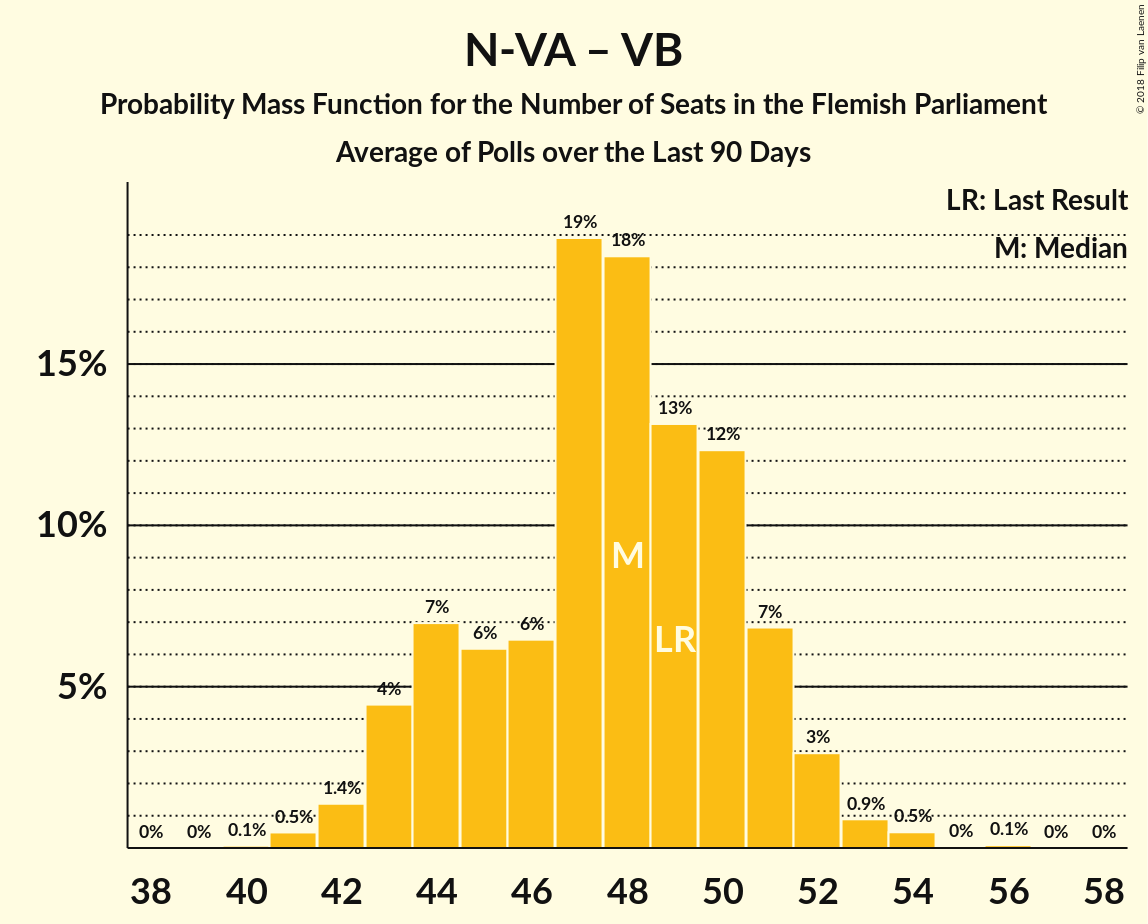 N-VA – VB
Probability Mass Function for the Number of Seats in the Flemish Parliament
Average of Polls over the Last 90 Days
© 2018 Filip van Laenen
LR: Last Result
M: Median
15%
10%
5%
0%
0%
0.1%
0.5%
1.4%
4%
7%
6%
6%
19%
18%
13%
12%
7%
3%
0.9%
0.5%
0%
0.1%
0%
0%
M
LR
38 40 42 44 46 48 50 52 54 56 58